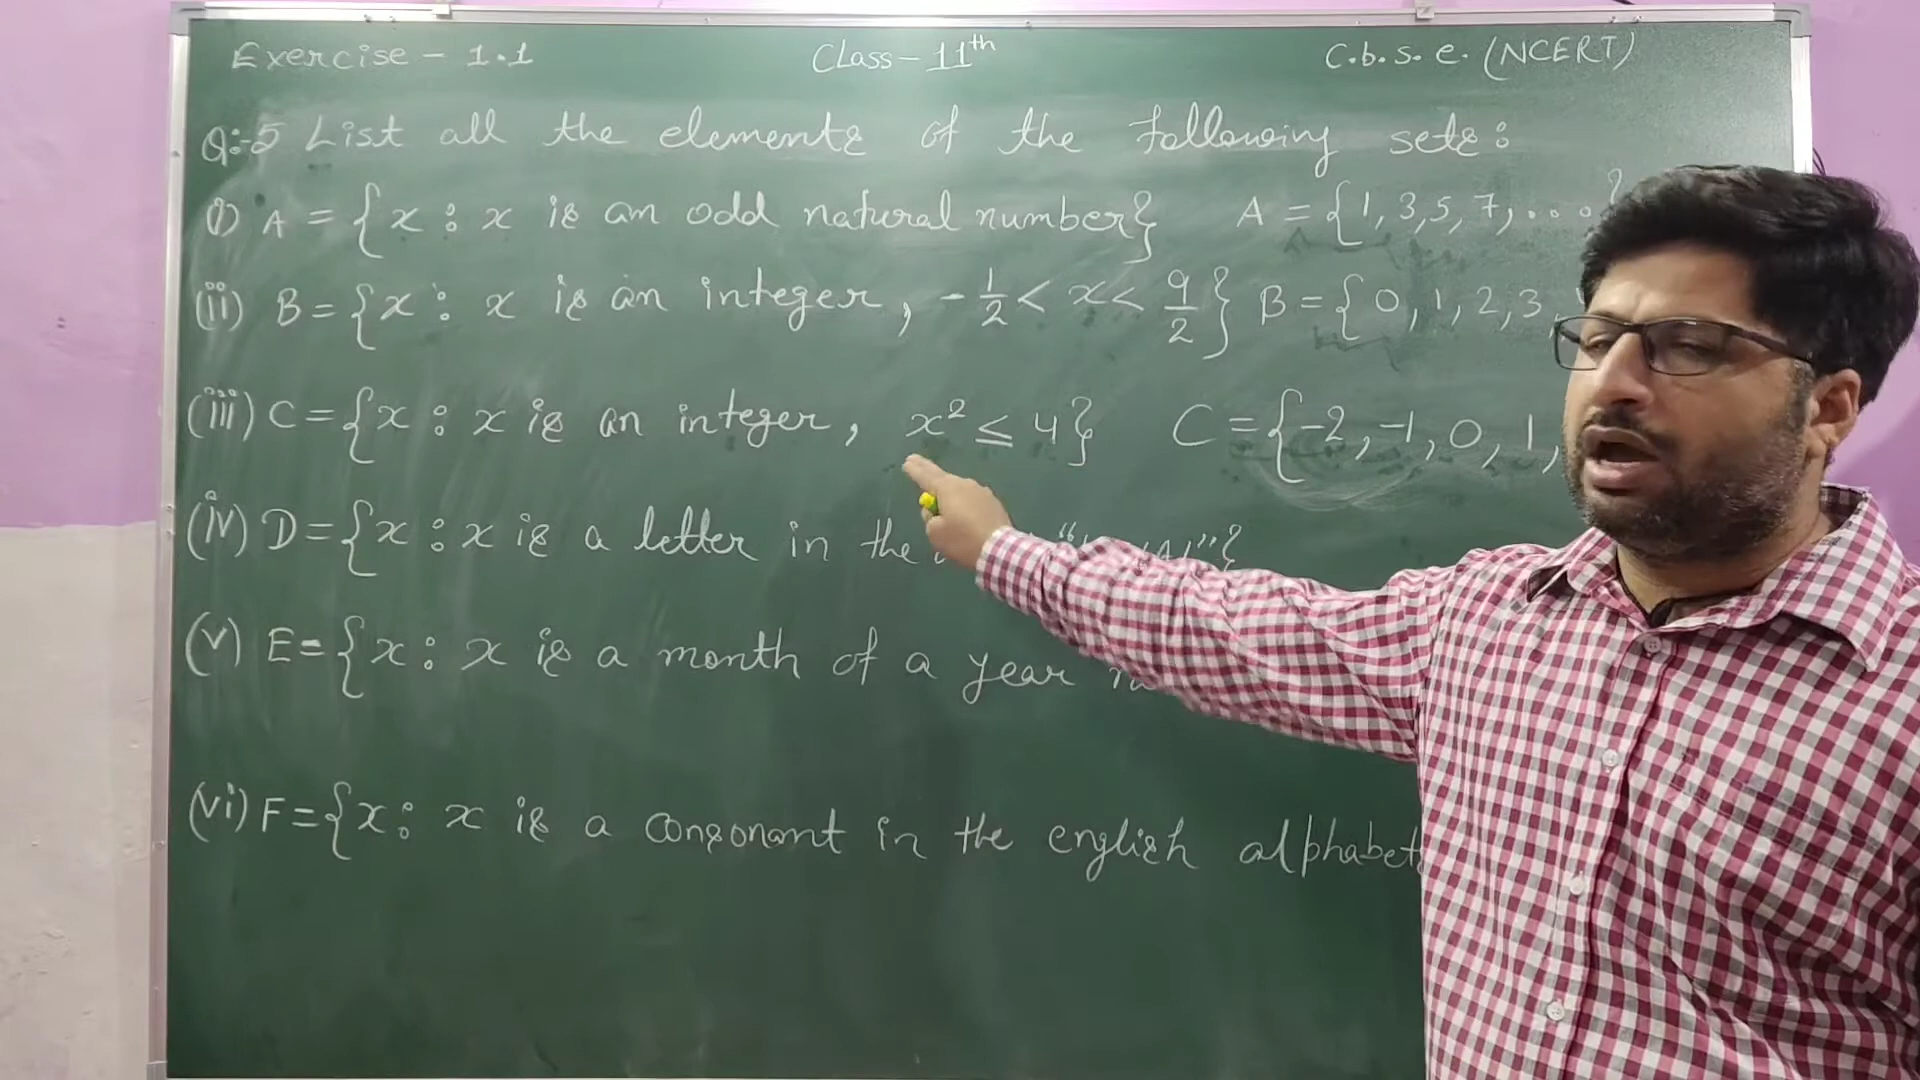 Exercise - 1.1 Class - 11th C.b.s.e. (NCERT)
Q:-5 List all the elements of the following sets:
(i) A = {x : x is an odd natural number} A = {1, 3, 5, 7, ....}
(ii) B = {x : x is an integer, -1/2 < x < 9/2} B = {0, 1, 2, 3,
(iii) C = {x : x is an integer, x² ≤ 4} C = {-2, -1, 0, 1,
(iv) D = {x : x is a letter in the
(v) E = {x : x is a month of a year
(vi) F = {x : x is a consonant in the english alphabet